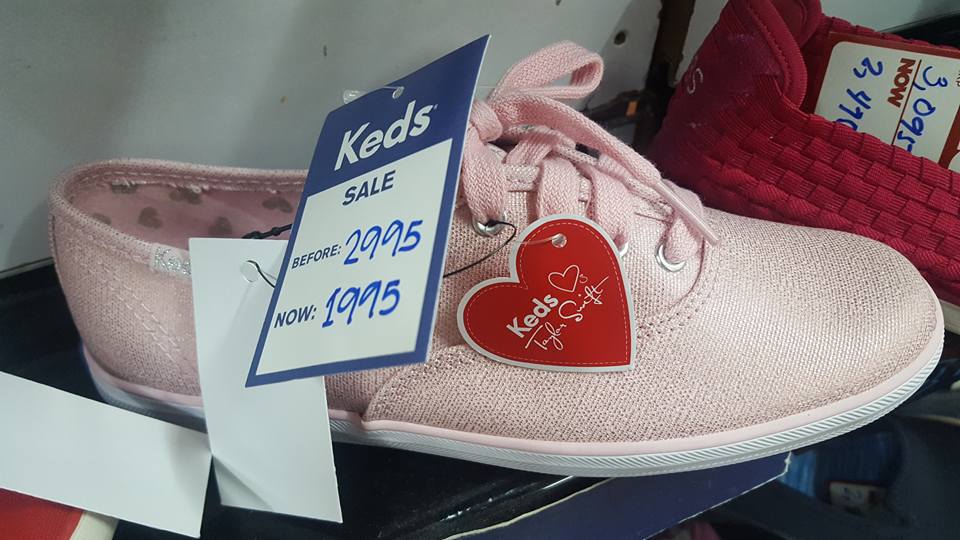 Keds
SALE
BEFORE: 2995
NOW: 1995
Keds
Taylor Swift
3,095
NOW